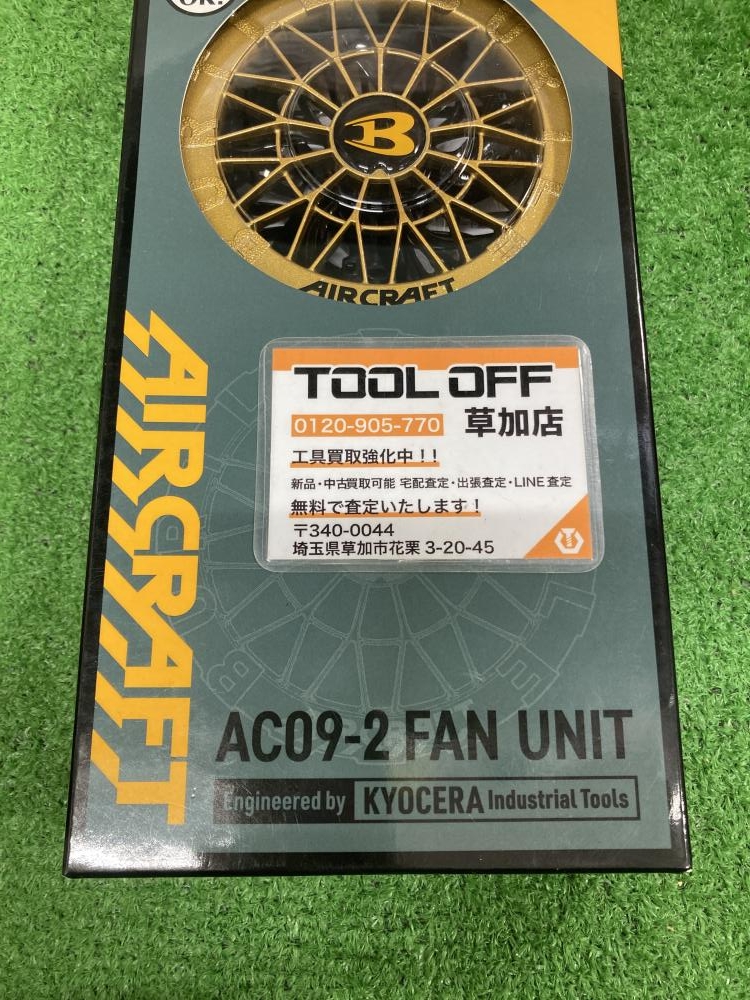 OK!
B
AIRCRAFT
AIRCRAFT
TOOL OFF
0120-905-770 草加店
工具買取強化中!!
新品・中古買取可能 宅配査定・出張査定・LINE査定
無料で査定いたします!
〒340-0044
埼玉県草加市花栗 3-20-45
AC09-2 FAN UNIT
Engineered by KYOCERA Industrial Tools